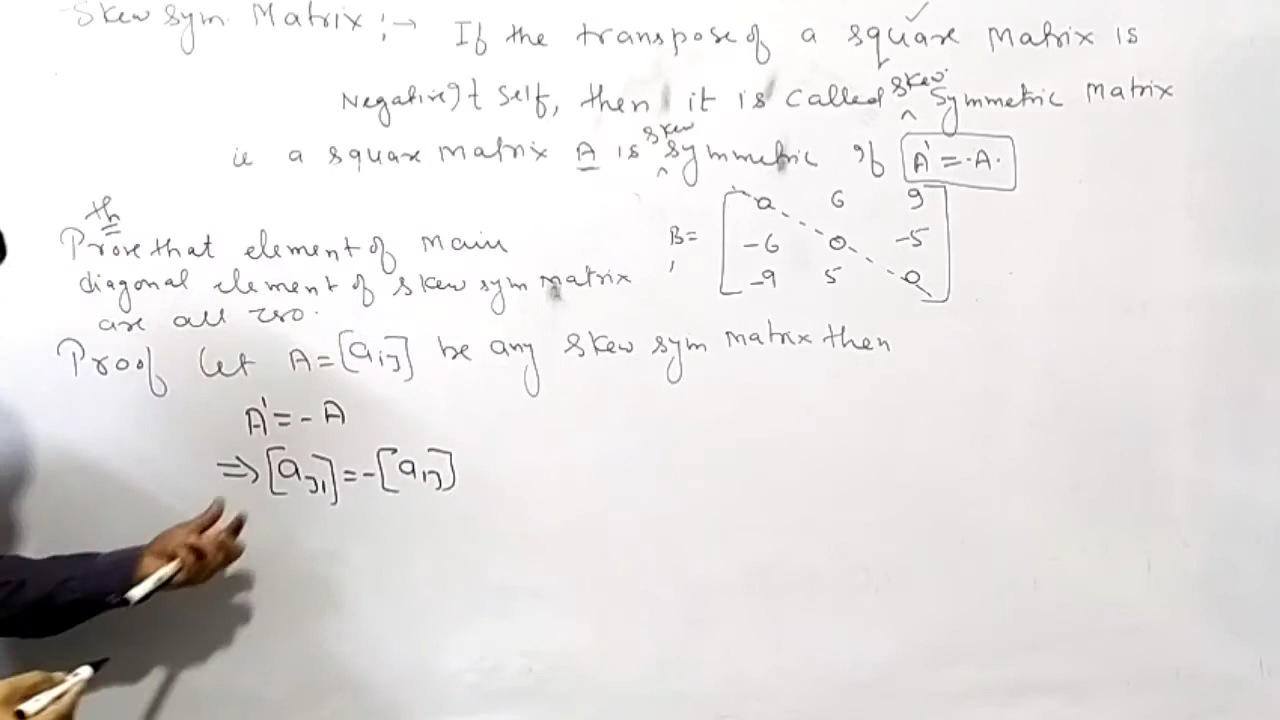 Skew sym. Matrix :→ If the transpose of a square matrix is
Negative It self, then it is called skew symmetric matrix
ie a square matrix A is skew symmetric if A' = -A.
th
Prove that element of main
diagonal element of skew sym matrix
are all zero.
B = [ 0 6 9
-6 0 -5
-9 5 0 ]
Proof Let A = [aij] be any skew sym matrix then
A' = -A
⇒ [aji] = -[aij]